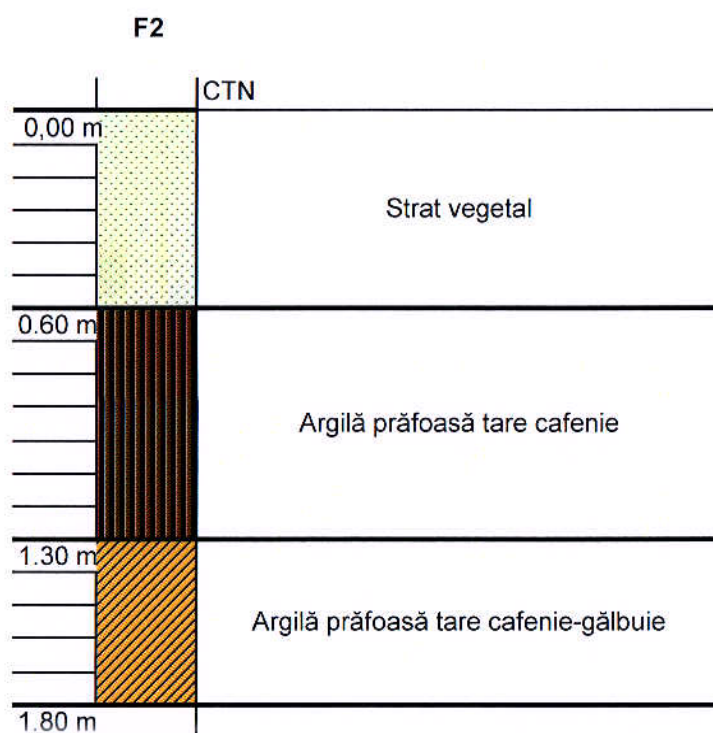 F2
CTN
0,00 m
Strat vegetal
0.60 m
Argilă prăfoasă tare cafenie
1.30 m
Argilă prăfoasă tare cafenie-gălbuie
1.80 m